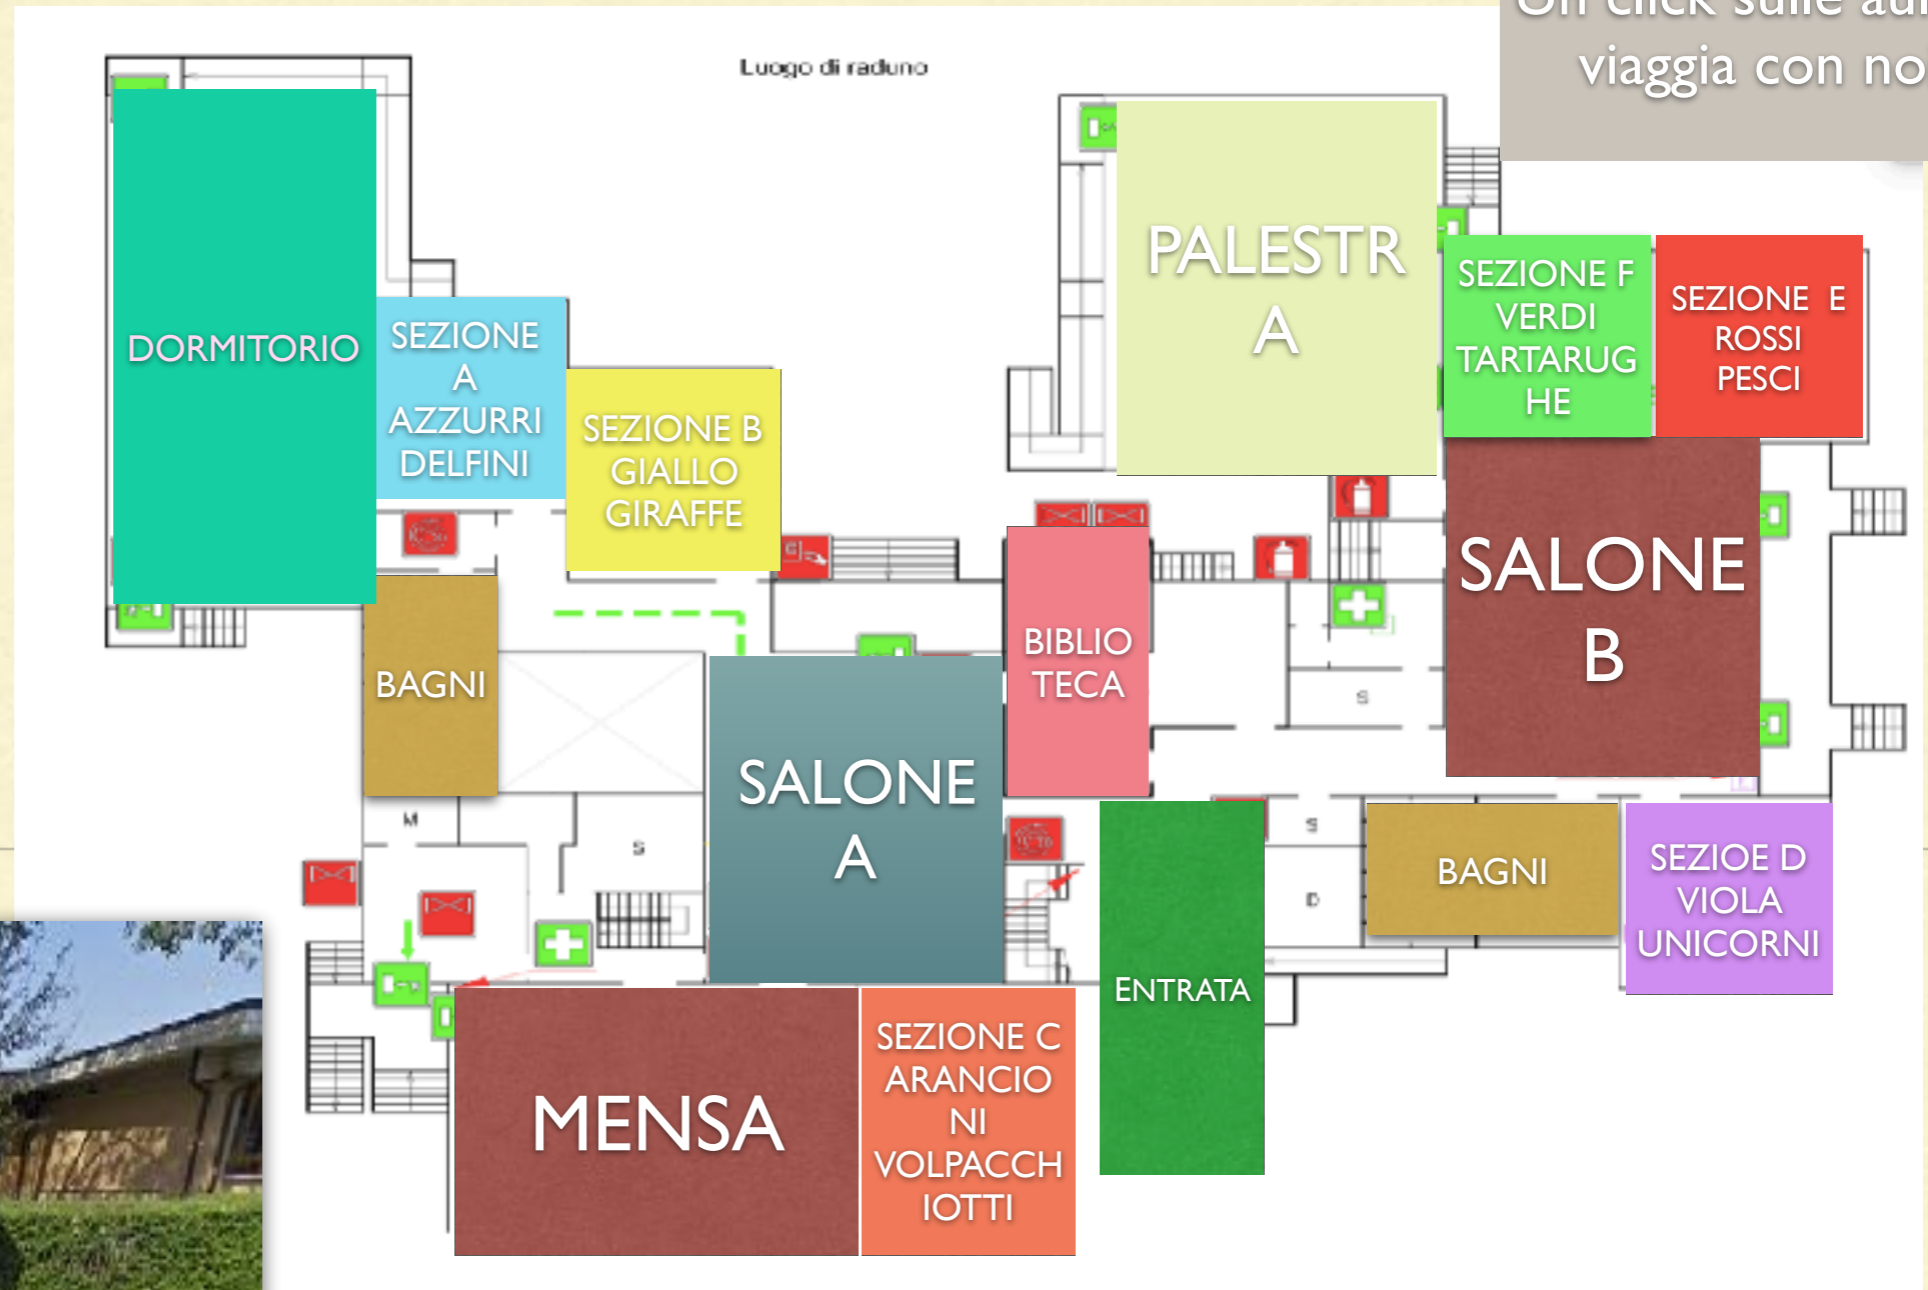 viaggia con no
Luogo di raduno
DORMITORIO
SEZIONE
A
AZZURRI
DELFINI
SEZIONE B
GIALLO
GIRAFFE
PALESTR
A
SEZIONE F
VERDI
TARTARUG
HE
SEZIONE E
ROSSI
PESCI
SALONE
B
BIBLIO
TECA
BAGNI
SALONE
A
S
M
S
S
D
BAGNI
SEZIOE D
VIOLA
UNICORNI
ENTRATA
MENSA
SEZIONE C
ARANCIO
NI
VOLPACCH
IOTTI